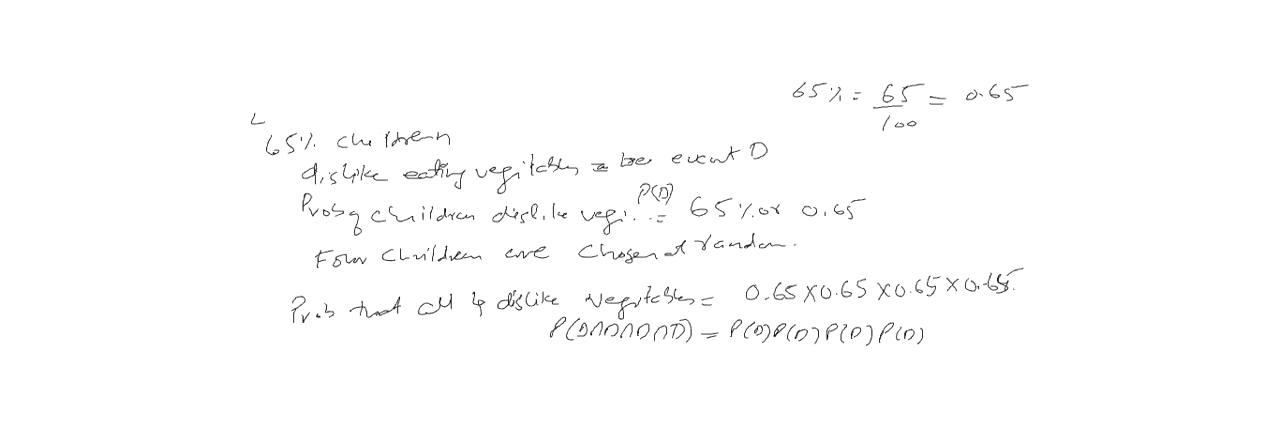 65% = 65/100 = 0.65
65% children
dislike eating vegitables = be event D
Prob of children dislike vegi.. P(D) = 65% or 0.65
Four Children are Chosen at random.
Prob that all 4 dislike Vegitables = 0.65 X 0.65 X 0.65 X 0.65.
P(D∩D∩D∩D) = P(D)P(D)P(D)P(D)